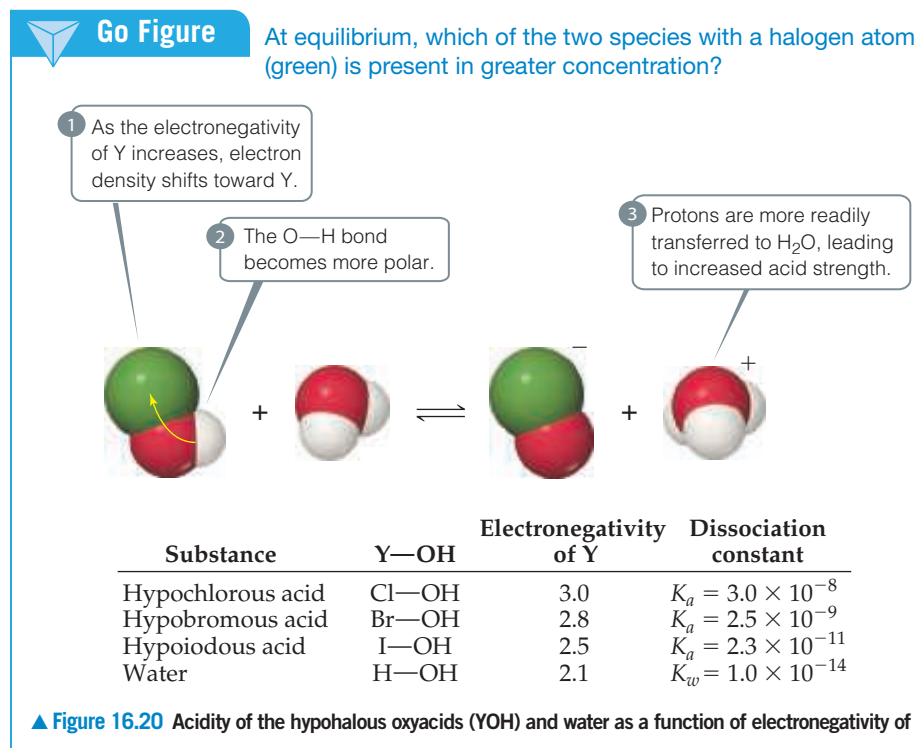 Go Figure
At equilibrium, which of the two species with a halogen atom
(green) is present in greater concentration?
1 As the electronegativity
of Y increases, electron
density shifts toward Y.
2 The O—H bond
becomes more polar.
3 Protons are more readily
transferred to H₂O, leading
to increased acid strength.
+ ⇌ − + +
Substance Y—OH Electronegativity of Y Dissociation constant
Hypochlorous acid Cl—OH 3.0 Kₐ = 3.0 × 10⁻⁸
Hypobromous acid Br—OH 2.8 Kₐ = 2.5 × 10⁻⁹
Hypoiodous acid I—OH 2.5 Kₐ = 2.3 × 10⁻¹¹
Water H—OH 2.1 K_w = 1.0 × 10⁻¹⁴
▲ Figure 16.20 Acidity of the hypohalous oxyacids (YOH) and water as a function of electronegativity of